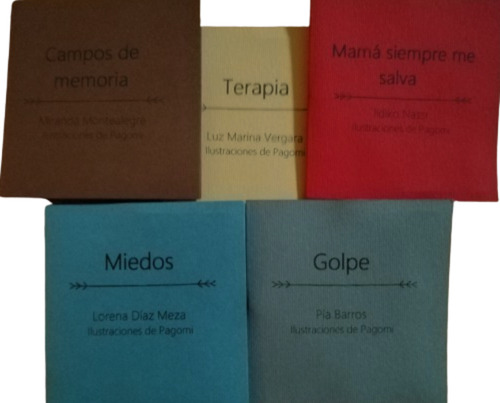 Campos de
memoria
Montealegre
Ilustraciones de Pagomi
Terapia
Luz Marina Vergara
Ilustraciones de Pagomi
Mamá siempre me
salva
Ilustraciones de Pagomi
Miedos
Lorena Díaz Meza
Ilustraciones de Pagomi
Golpe
Pía Barros
Ilustraciones de Pagomi